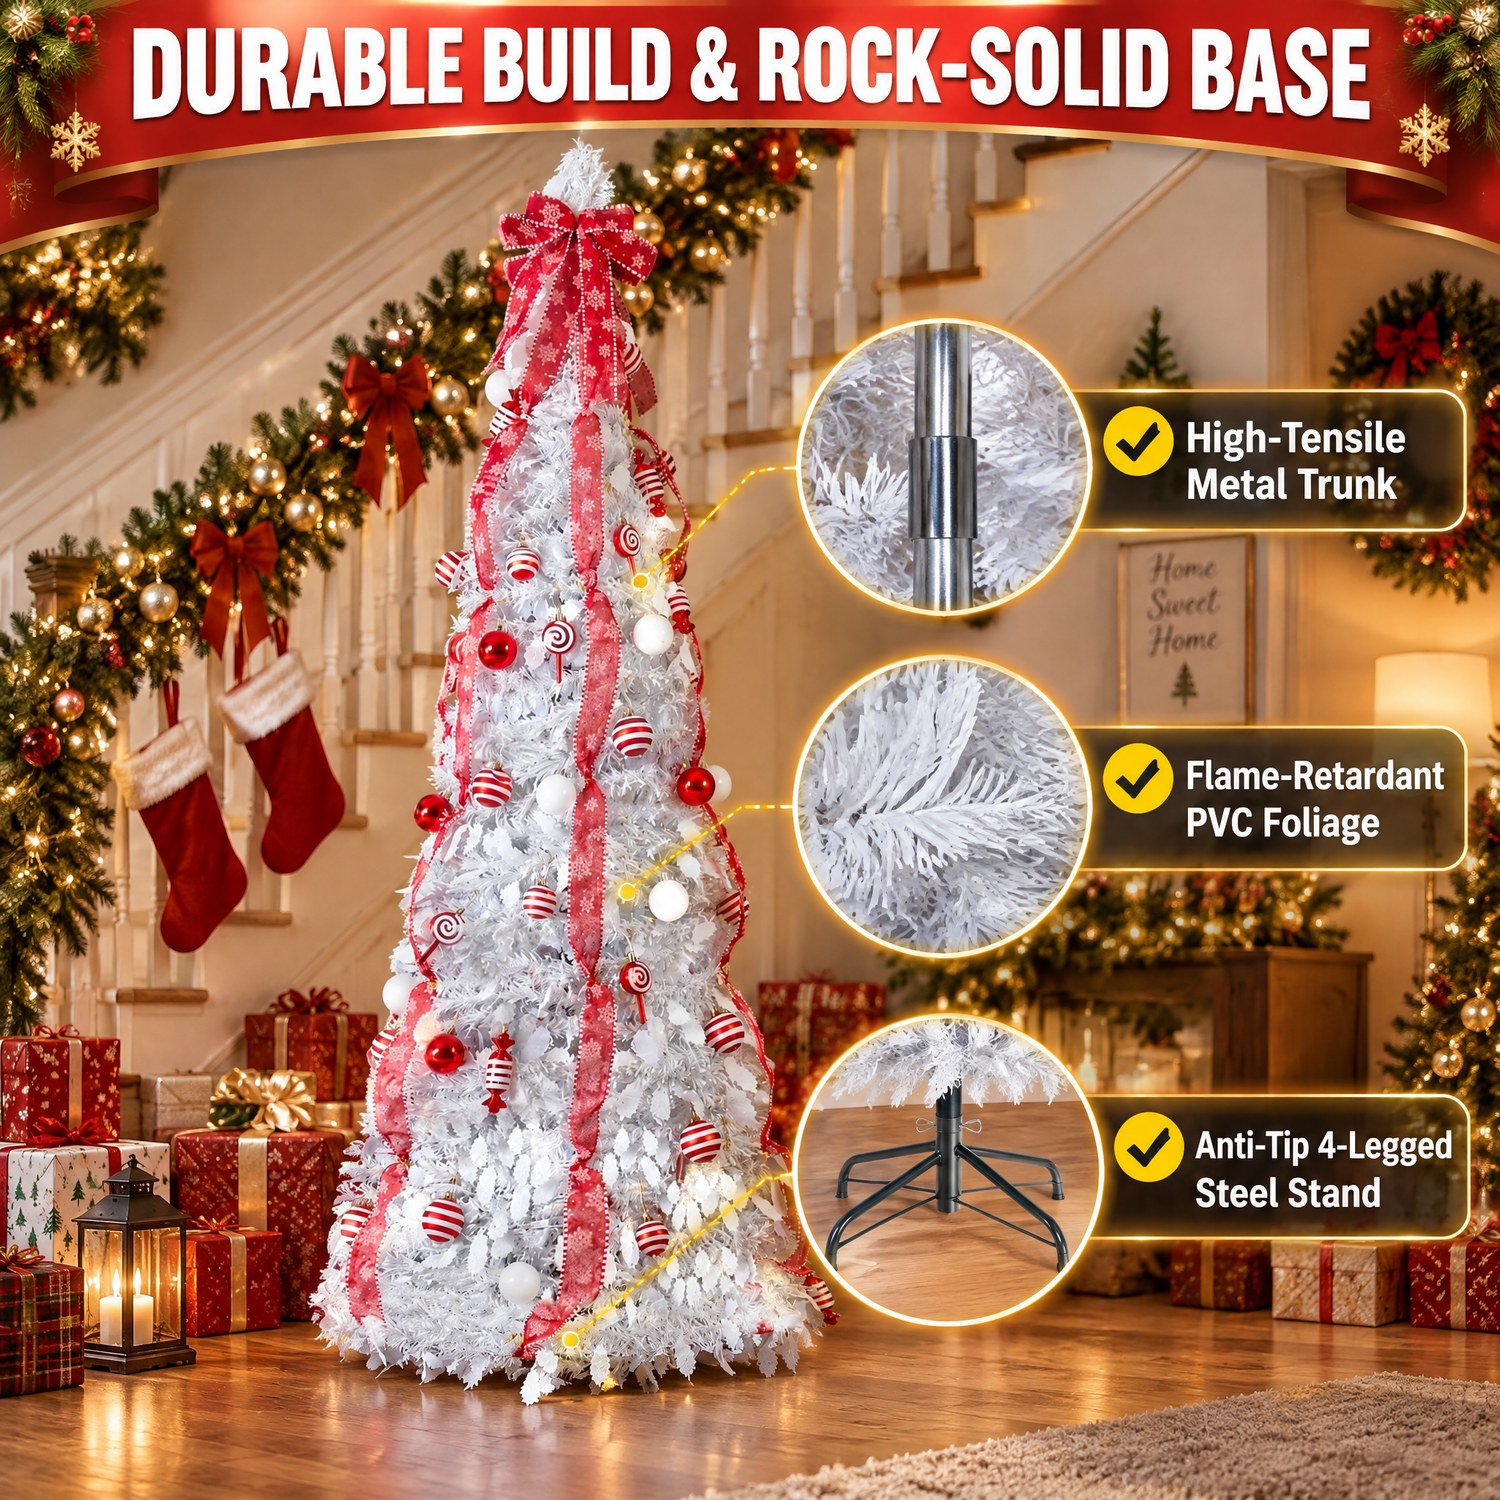 DURABLE BUILD & ROCK-SOLID BASE
High-Tensile
Metal Trunk
Home
Sweet
Home
Flame-Retardant
PVC Foliage
Anti-Tip 4-Legged
Steel Stand